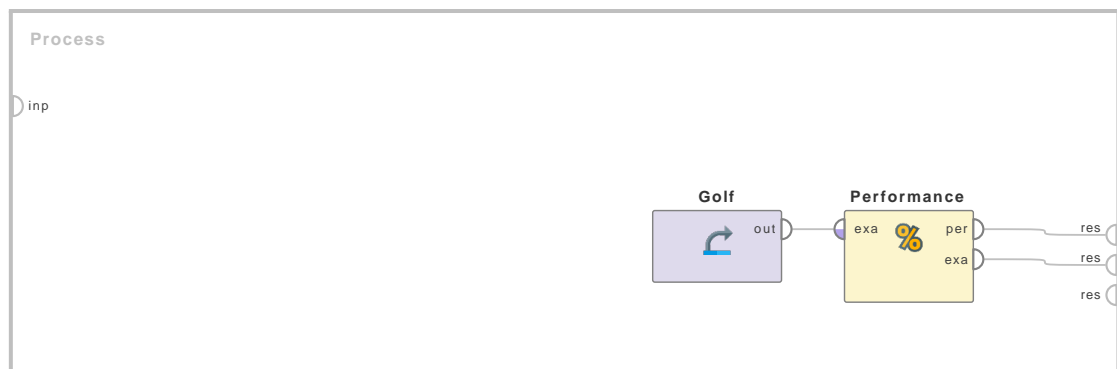 Process
inp
Golf
Performance
out
exa
per
res
exa
res
res